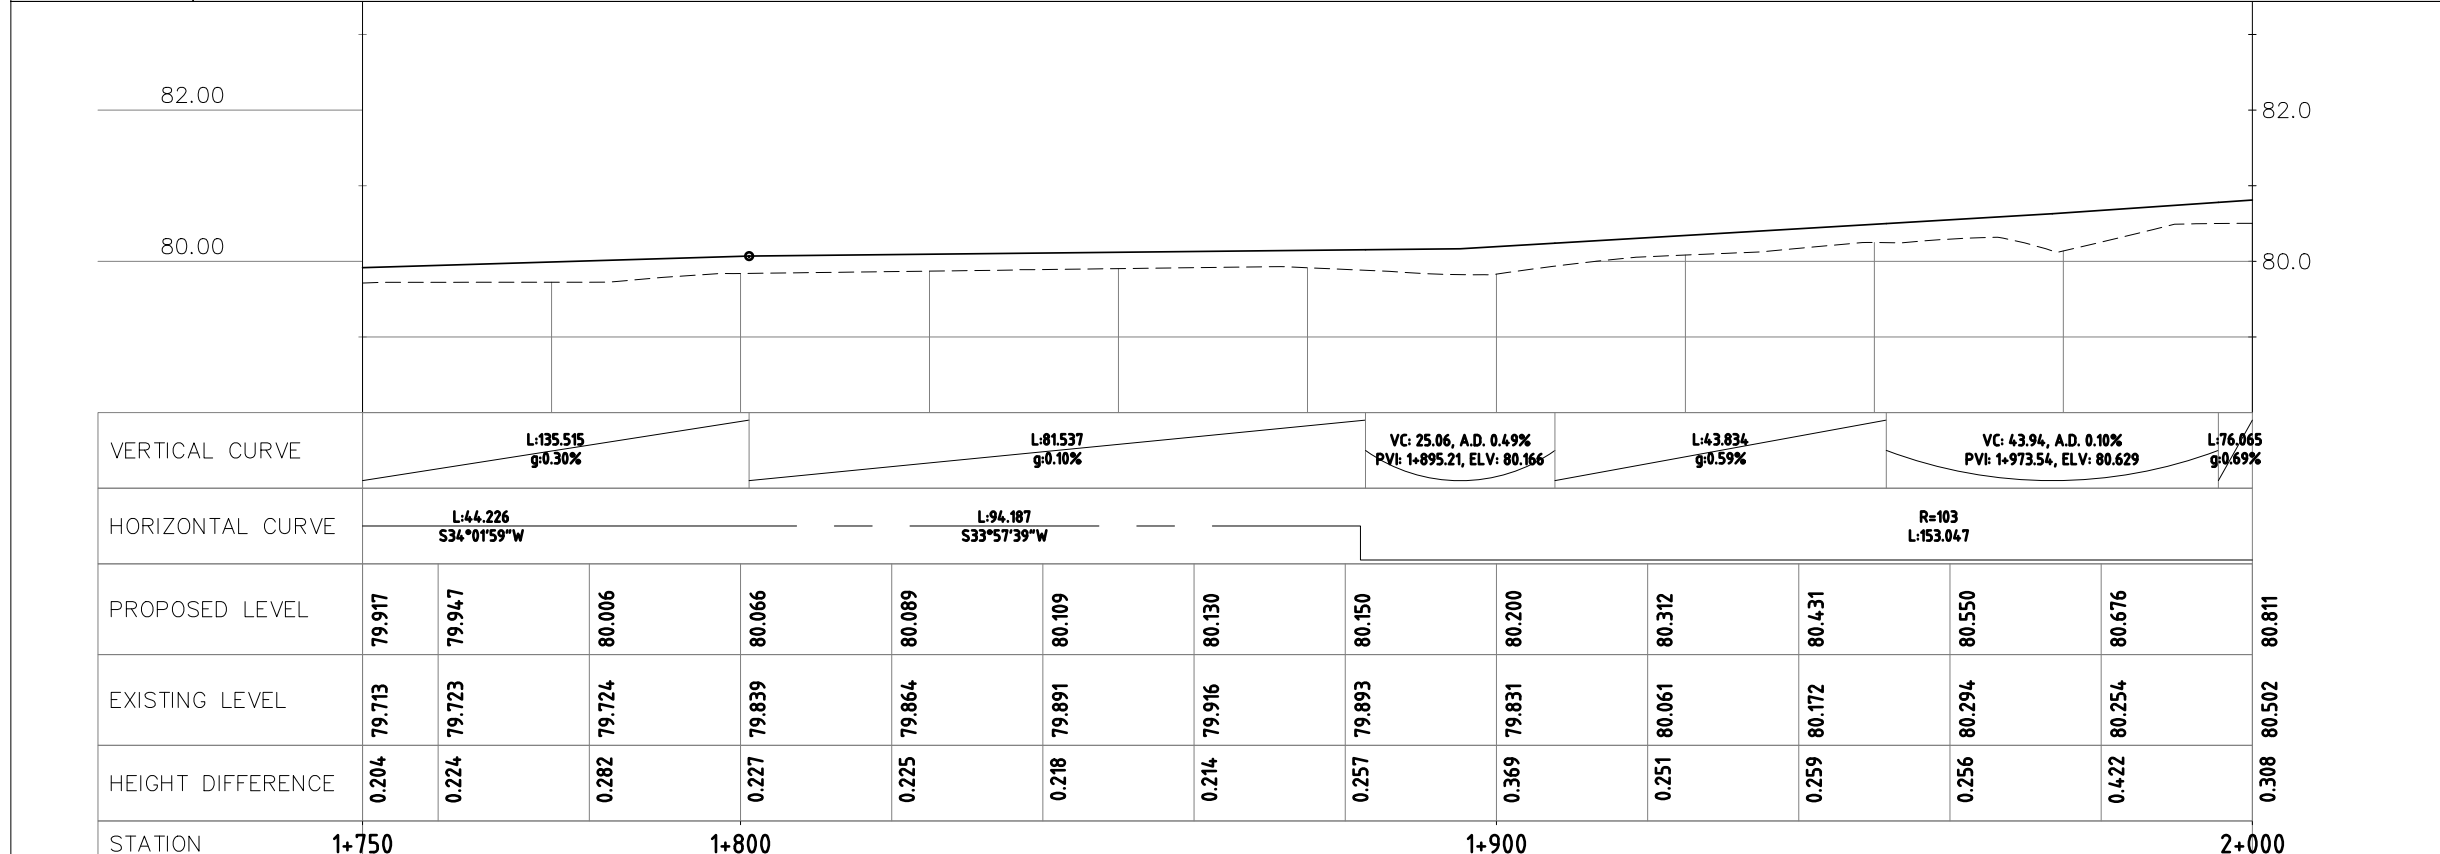 82.00
82.0
80.00
80.0
VERTICAL CURVE
L:135.515
g:0.30%
L:81.537
g:0.10%
VC: 25.06, A.D. 0.49%
PVI: 1+895.21, ELV: 80.166
L:43.834
g:0.59%
VC: 43.94, A.D. 0.10%
PVI: 1+973.54, ELV: 80.629
L:76.065
g:0.69%
HORIZONTAL CURVE
L:44.226
S34°01'59"W
L:94.187
S33°57'39"W
R=103
L:153.047
PROPOSED LEVEL
79.917
79.947
80.006
80.066
80.089
80.109
80.130
80.150
80.200
80.312
80.431
80.550
80.676
80.811
EXISTING LEVEL
79.713
79.723
79.724
79.839
79.864
79.891
79.916
79.893
79.831
80.061
80.172
80.294
80.254
80.502
HEIGHT DIFFERENCE
0.204
0.224
0.282
0.227
0.225
0.218
0.214
0.257
0.369
0.251
0.259
0.256
0.422
0.308
STATION
1+750
1+800
1+900
2+000